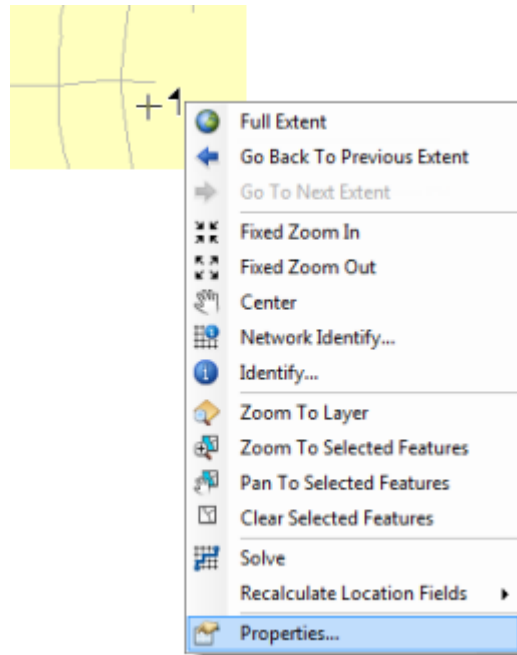 Full Extent
Go Back To Previous Extent
Go To Next Extent
Fixed Zoom In
Fixed Zoom Out
Center
Network Identify...
Identify...
Zoom To Layer
Zoom To Selected Features
Pan To Selected Features
Clear Selected Features
Solve
Recalculate Location Fields
Properties...